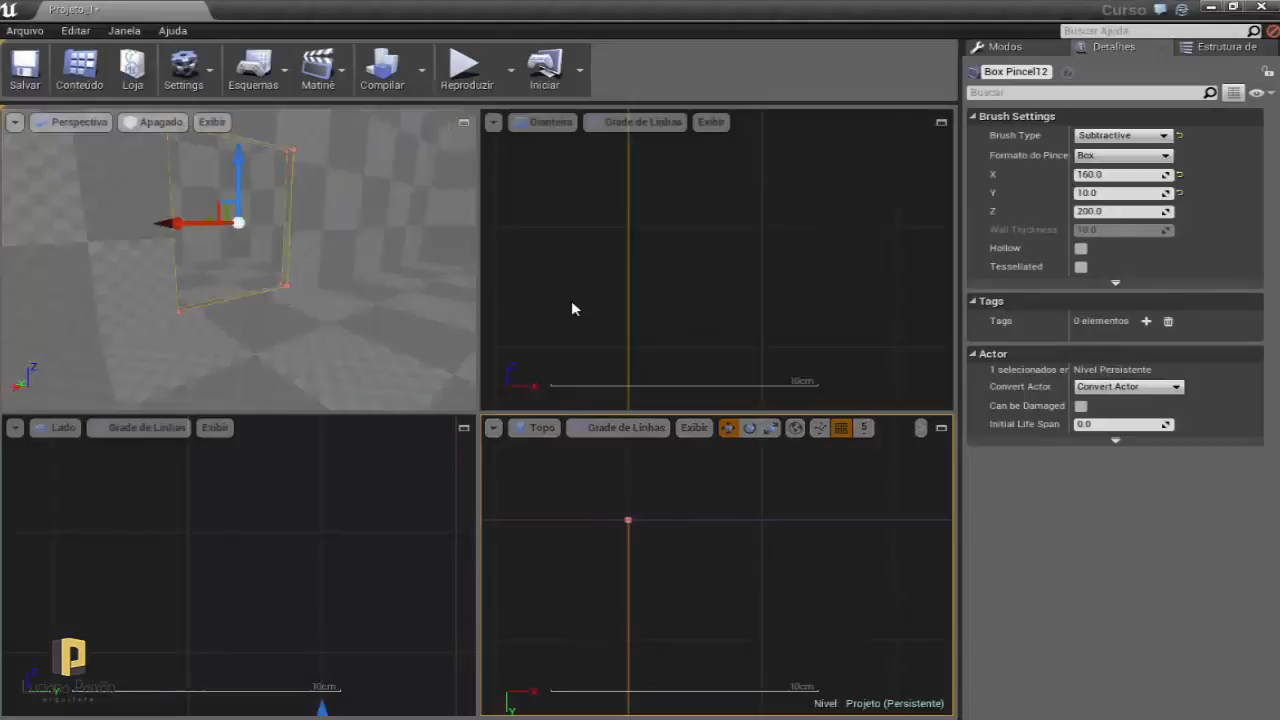 Projeto_1*
Curso
Arquivo Editar Janela Ajuda
Buscar Ajuda
Salvar Conteúdo Loja Settings Esquemas Matinê Compilar Reproduzir Iniciar
Modos Detalhes Estrutura de
Box Pincel12
Buscar
Perspectiva Apagado Exibir
Dianteira Grade de Linhas Exibir
Brush Settings
Brush Type Subtractive
Formato do Pince Box
X 160.0
Y 10.0
Z 200.0
Wall Thickness 10.0
Hollow
Tessellated
Tags
Tags 0 elementos
Actor
1 selecionados er Nível Persistente
Convert Actor Convert Actor
Can be Damaged
Initial Life Span 0.0
Z
10cm
Lado Grade de Linhas Exibir
Topo Grade de Linhas Exibir 5
Luciana Paixão
arquiteta
10cm
10cm
Y
Nível: Projeto (Persistente)